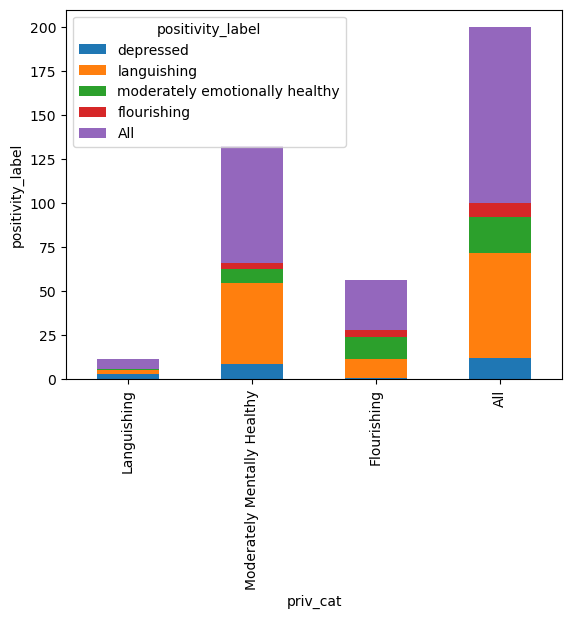 positivity_label
depressed
languishing
moderately emotionally healthy
flourishing
All
200
175
150
125
100
75
50
25
0
positivity_label
Languishing
Moderately Mentally Healthy
Flourishing
All
priv_cat